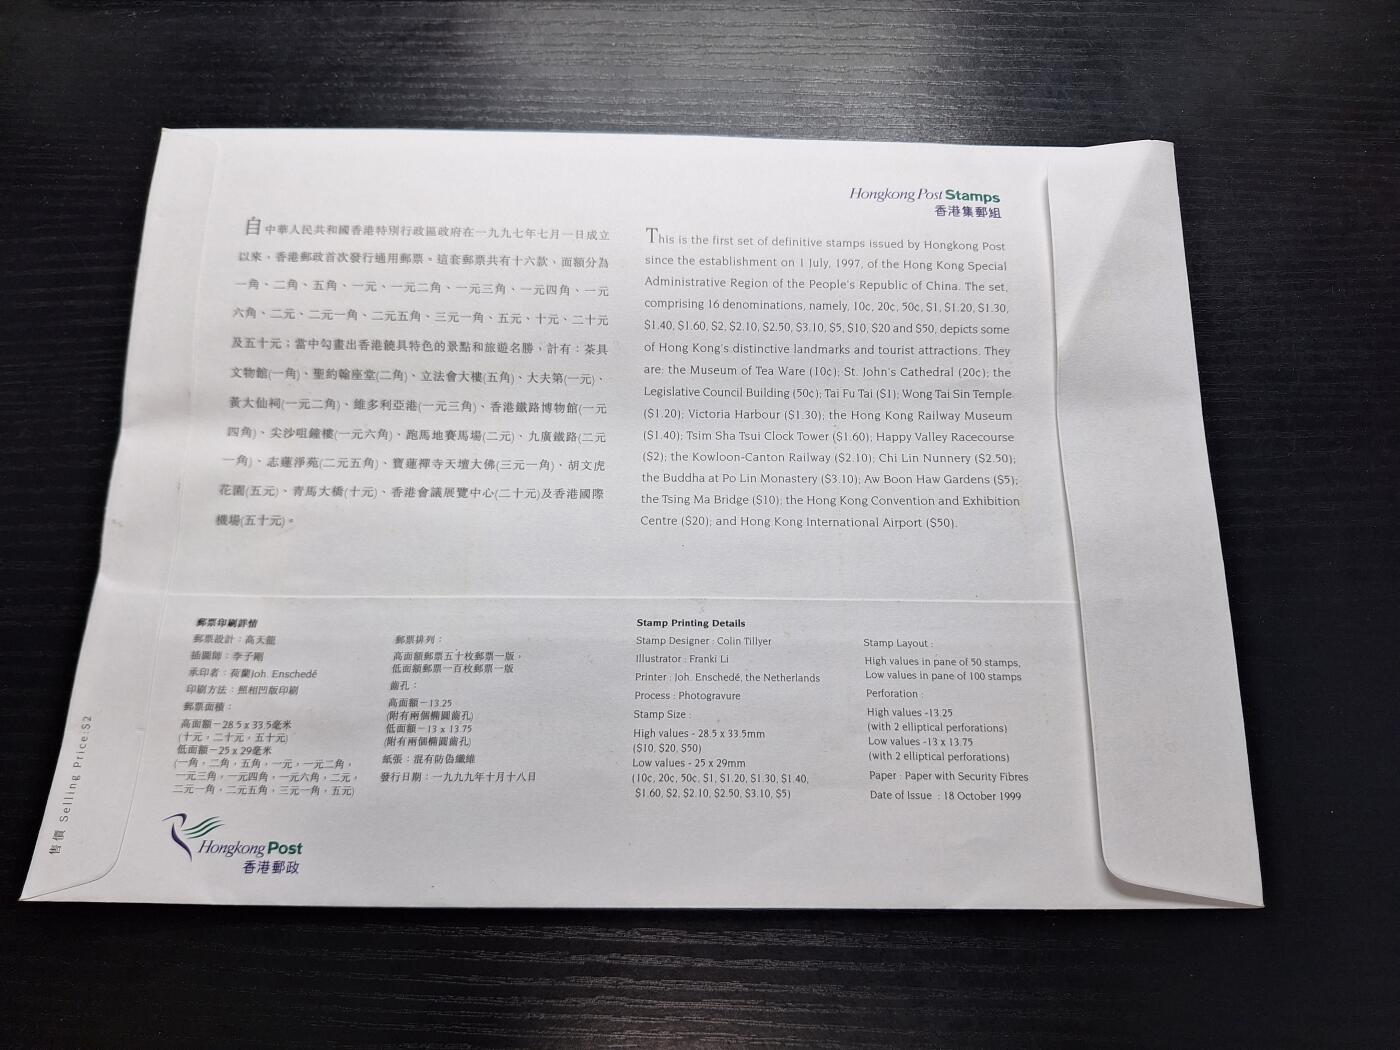 Hongkong Post Stamps
香港集郵組
自中華人民共和國香港特別行政區政府在一九九七年七月一日成立
以來，香港郵政首次發行通用郵票。這套郵票共有十六款，面額分為
一角、二角、五角、一元、一元二角、一元三角、一元四角、一元
六角、二元、二元一角、二元五角、三元一角、五元、十元、二十元
及五十元；當中勾畫出香港饒具特色的景點和旅遊名勝，計有：茶具
文物館(一角)、聖約翰座堂(二角)、立法會大樓(五角)、大夫第(一元)、
黃大仙祠(一元二角)、維多利亞港(一元三角)、香港鐵路博物館(一元
四角)、尖沙咀鐘樓(一元六角)、跑馬地賽馬場(二元)、九廣鐵路(二元
一角)、志蓮淨苑(二元五角)、寶蓮禪寺天壇大佛(三元一角)、胡文虎
花園(五元)、青馬大橋(十元)、香港會議展覽中心(二十元)及香港國際
機場(五十元)。
This is the first set of definitive stamps issued by Hongkong Post
since the establishment on 1 July, 1997, of the Hong Kong Special
Administrative Region of the People's Republic of China. The set,
comprising 16 denominations, namely, 10¢, 20¢, 50¢, $1, $1.20, $1.30,
$1.40, $1.60, $2, $2.10, $2.50, $3.10, $5, $10, $20 and $50, depicts some
of Hong Kong's distinctive landmarks and tourist attractions. They
are: the Museum of Tea Ware (10¢); St. John's Cathedral (20¢); the
Legislative Council Building (50¢); Tai Fu Tai ($1); Wong Tai Sin Temple
($1.20); Victoria Harbour ($1.30); the Hong Kong Railway Museum
($1.40); Tsim Sha Tsui Clock Tower ($1.60); Happy Valley Racecourse
($2); the Kowloon-Canton Railway ($2.10); Chi Lin Nunnery ($2.50);
the Buddha at Po Lin Monastery ($3.10); Aw Boon Haw Gardens ($5);
the Tsing Ma Bridge ($10); the Hong Kong Convention and Exhibition
Centre ($20); and Hong Kong International Airport ($50).
郵票印刷詳情
郵票設計：高天龍
插圖師：李子剛
承印者：荷蘭Joh. Enschedé
印刷方法：照相凹版印刷
郵票面積：
高面額－28.5 x 33.5毫米
(十元，二十元，五十元)
低面額－25 x 29毫米
(一角，二角，五角，一元，一元二角，
一元三角，一元四角，一元六角，二元，
二元一角，二元五角，三元一角，五元)
郵票排列：
高面額郵票五十枚郵票一版，
低面額郵票一百枚郵票一版
齒孔：
高面額－13.25
(附有兩個橢圓齒孔)
低面額－13 x 13.75
(附有兩個橢圓齒孔)
紙張：混有防偽纖維
發行日期：一九九九年十月十八日
Stamp Printing Details
Stamp Designer : Colin Tillyer
Illustrator : Franki Li
Printer : Joh. Enschedé, the Netherlands
Process : Photogravure
Stamp Size :
High values - 28.5 x 33.5mm
($10, $20, $50)
Low values - 25 x 29mm
(10¢, 20¢, 50¢, $1, $1.20, $1.30, $1.40,
$1.60, $2, $2.10, $2.50, $3.10, $5)
Stamp Layout :
High values in pane of 50 stamps,
Low values in pane of 100 stamps
Perforation :
High values -13.25
(with 2 elliptical perforations)
Low values -13 x 13.75
(with 2 elliptical perforations)
Paper : Paper with Security Fibres
Date of Issue : 18 October 1999
售價 Selling Price:$2
Hongkong Post
香港郵政